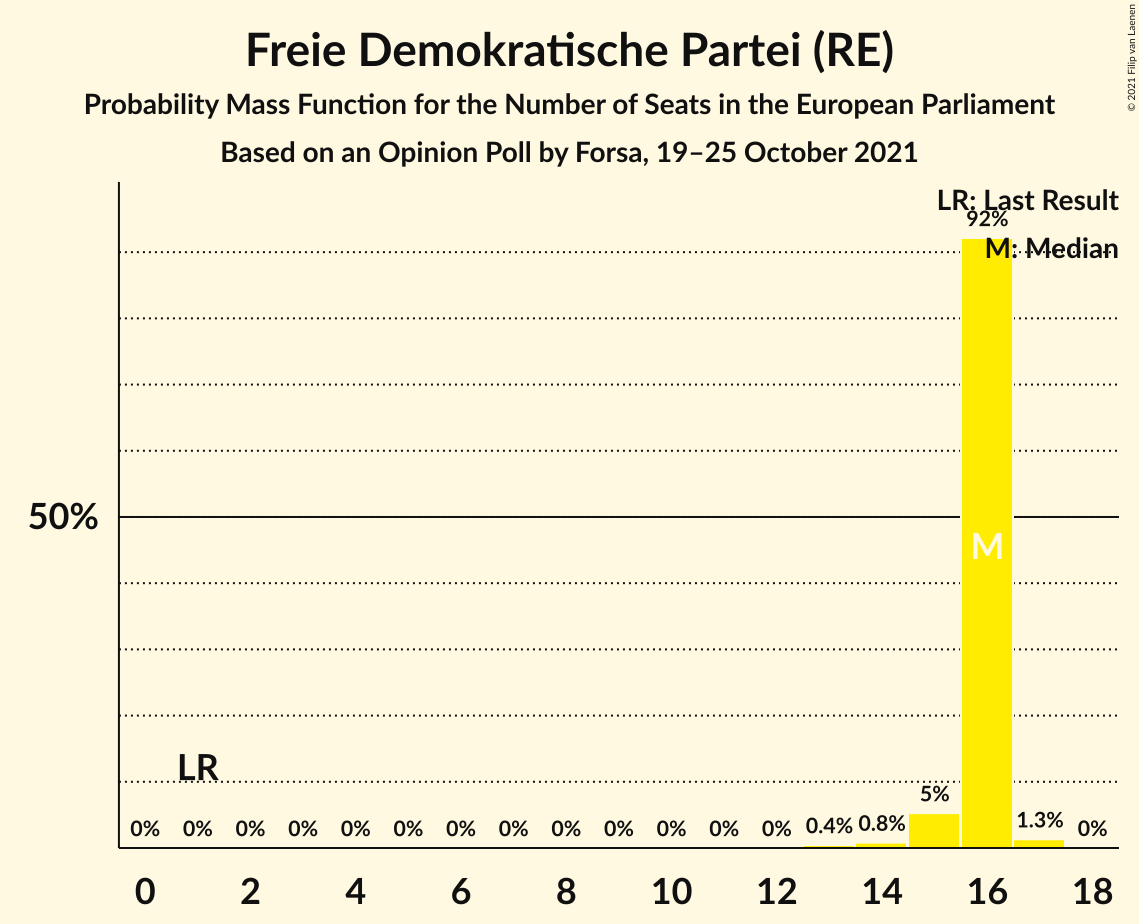 Freie Demokratische Partei (RE)
Probability Mass Function for the Number of Seats in the European Parliament
Based on an Opinion Poll by Forsa, 19–25 October 2021
© 2021 Filip van Laenen
LR: Last Result
92%
M: Median
50%
M
LR
0% 0% 0% 0% 0% 0% 0% 0% 0% 0% 0% 0% 0% 0.4% 0.8% 5% 1.3% 0%
0 2 4 6 8 10 12 14 16 18